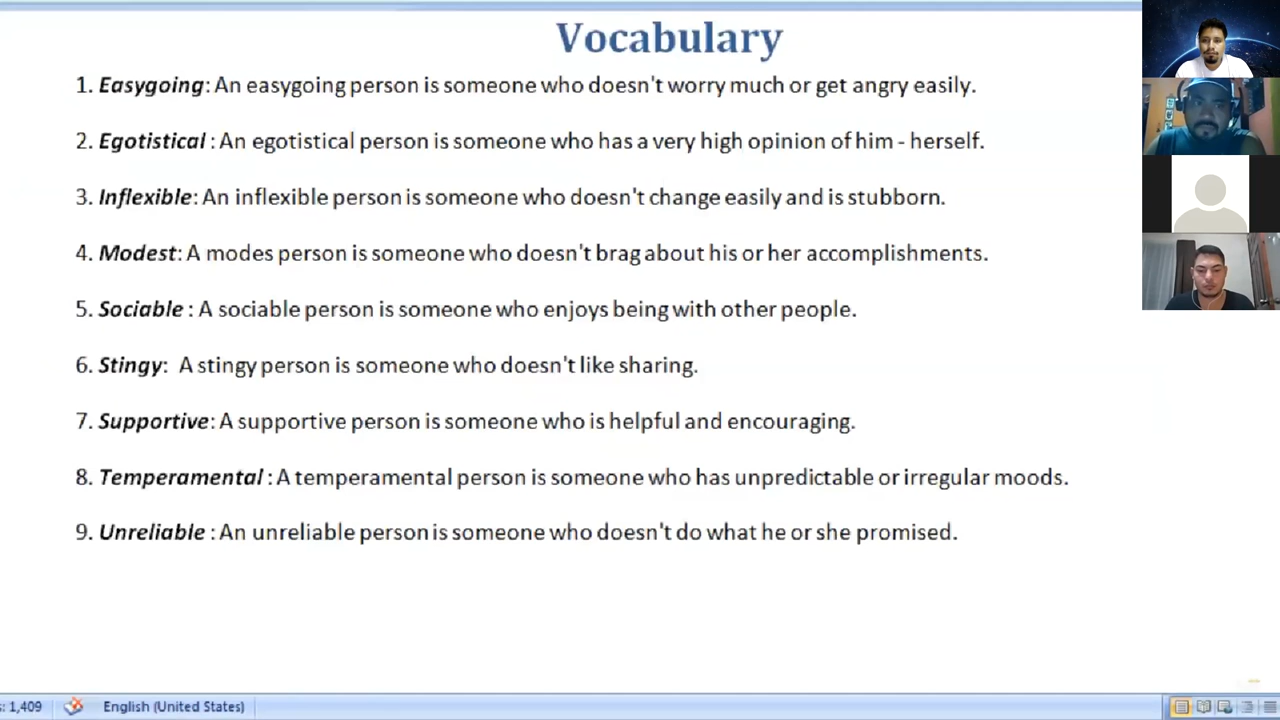 Vocabulary
1. Easygoing: An easygoing person is someone who doesn't worry much or get angry easily.
2. Egotistical : An egotistical person is someone who has a very high opinion of him - herself.
3. Inflexible: An inflexible person is someone who doesn't change easily and is stubborn.
4. Modest: A modes person is someone who doesn't brag about his or her accomplishments.
5. Sociable : A sociable person is someone who enjoys being with other people.
6. Stingy:  A stingy person is someone who doesn't like sharing.
7. Supportive: A supportive person is someone who is helpful and encouraging.
8. Temperamental : A temperamental person is someone who has unpredictable or irregular moods.
9. Unreliable : An unreliable person is someone who doesn't do what he or she promised.
: 1,409 English (United States)